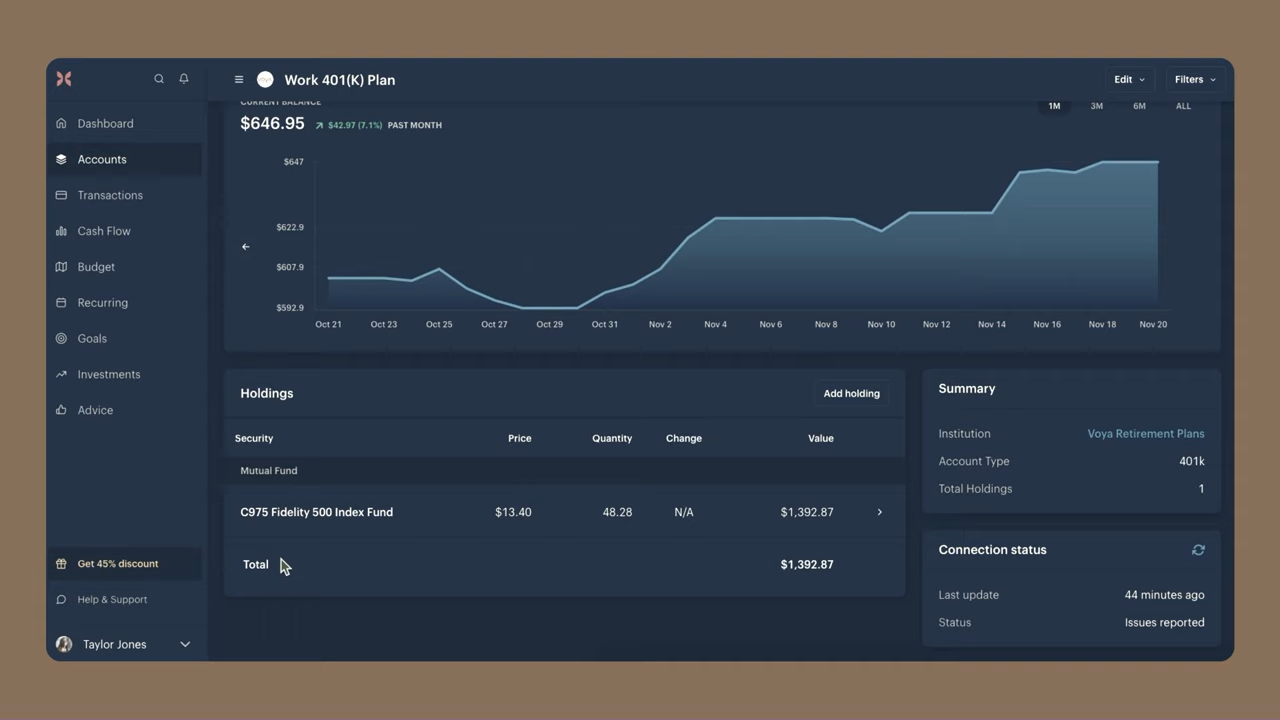 Work 401(K) Plan
Edit
Filters
Dashboard
Accounts
Transactions
Cash Flow
Budget
Recurring
Goals
Investments
Advice
Get 45% discount
Help & Support
Taylor Jones
CURRENT BALANCE
$646.95 $42.97 (7.1%) PAST MONTH
1M 3M 6M ALL
$647
$622.9
$607.9
$592.9
Oct 21 Oct 23 Oct 25 Oct 27 Oct 29 Oct 31 Nov 2 Nov 4 Nov 6 Nov 8 Nov 10 Nov 12 Nov 14 Nov 16 Nov 18 Nov 20
Holdings
Add holding
Security Price Quantity Change Value
Mutual Fund
C975 Fidelity 500 Index Fund $13.40 48.28 N/A $1,392.87
Total $1,392.87
Summary
Institution Voya Retirement Plans
Account Type 401k
Total Holdings 1
Connection status
Last update 44 minutes ago
Status Issues reported